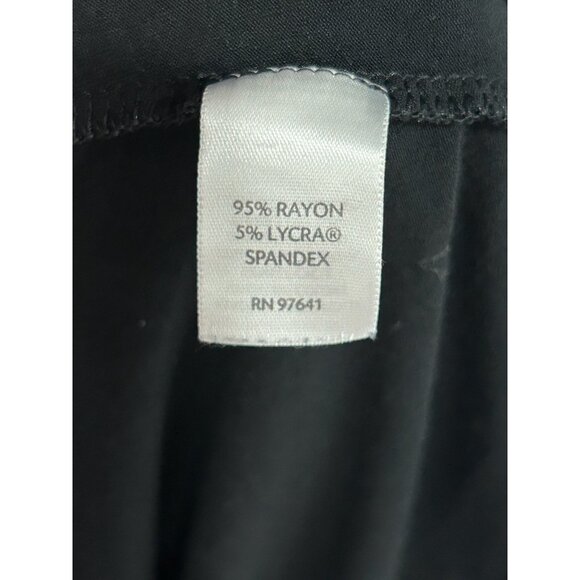 95% RAYON
5% LYCRA®
SPANDEX
RN 97641